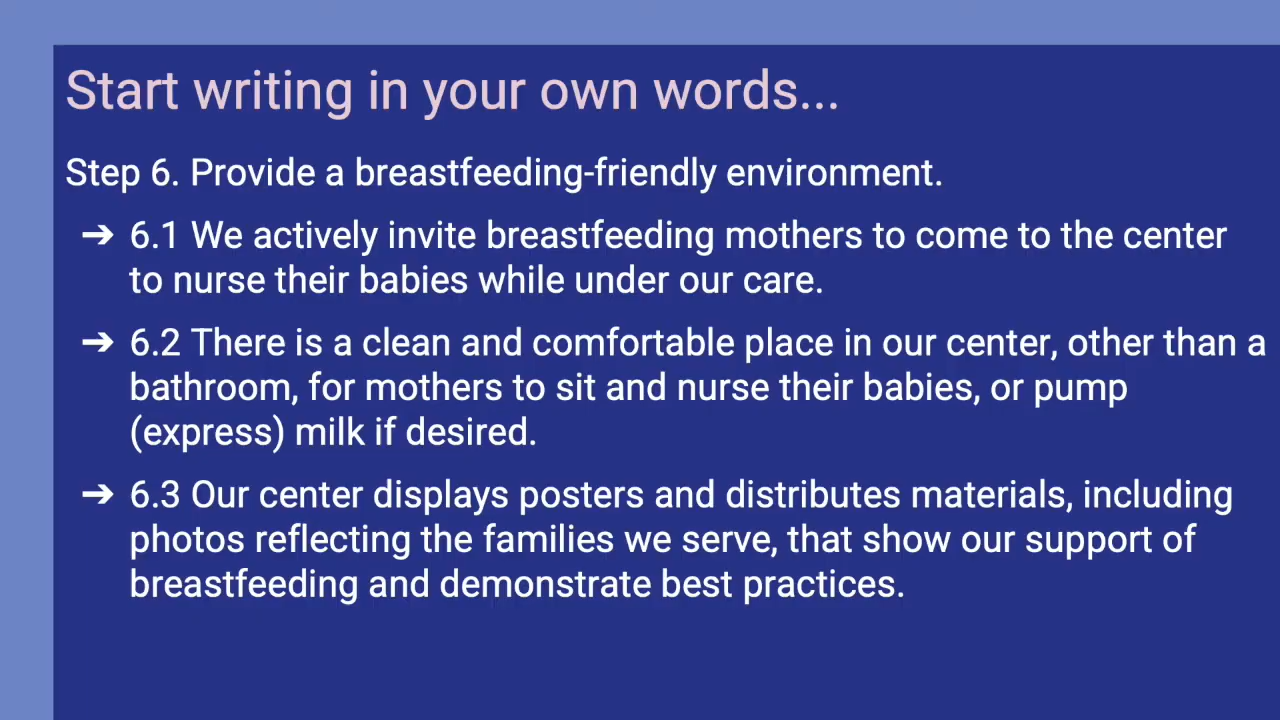 Start writing in your own words...
Step 6. Provide a breastfeeding-friendly environment.
➔ 6.1 We actively invite breastfeeding mothers to come to the center
to nurse their babies while under our care.
➔ 6.2 There is a clean and comfortable place in our center, other than a
bathroom, for mothers to sit and nurse their babies, or pump
(express) milk if desired.
➔ 6.3 Our center displays posters and distributes materials, including
photos reflecting the families we serve, that show our support of
breastfeeding and demonstrate best practices.